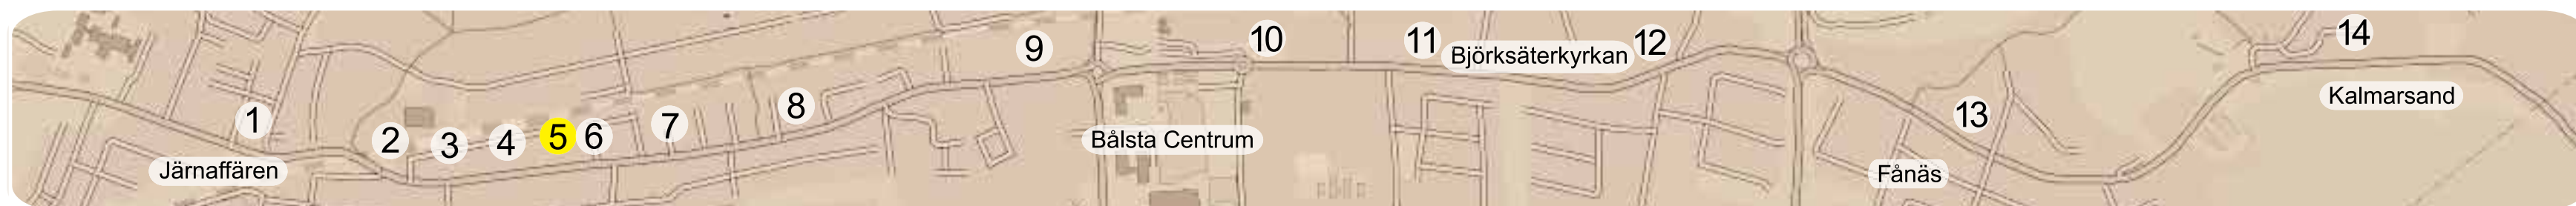 1
2
3
4
5
6
7
8
9
10
11
12
13
14
Järnaffären
Bålsta Centrum
Björksäterkyrkan
Fånäs
Kalmarsand